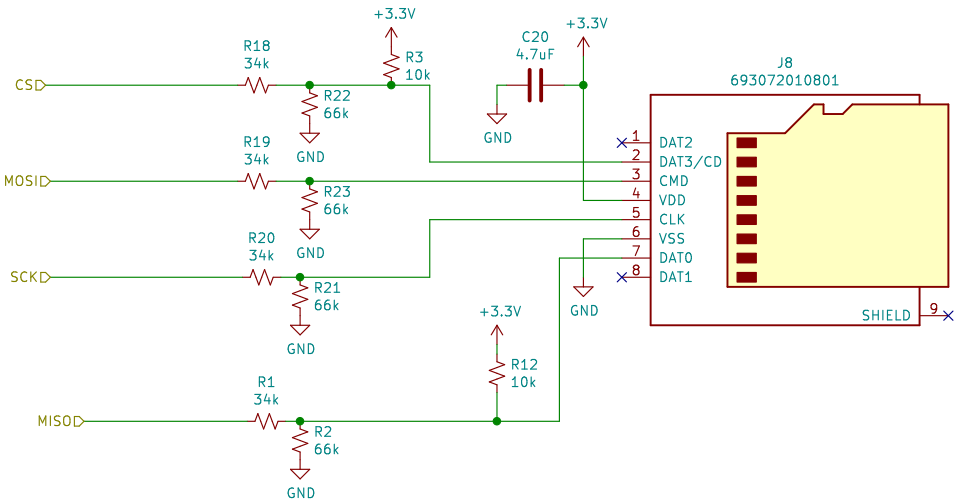 +3.3V
R18
34k
R3
10k
CS
R22
66k
GND
C20
4.7uF
+3.3V
GND
J8
693072010801
1 DAT2
2 DAT3/CD
3 CMD
4 VDD
5 CLK
6 VSS
7 DAT0
8 DAT1
SHIELD 9
R19
34k
MOSI
R23
66k
GND
R20
34k
SCK
R21
66k
GND
GND
+3.3V
R12
10k
R1
34k
MISO
R2
66k
GND